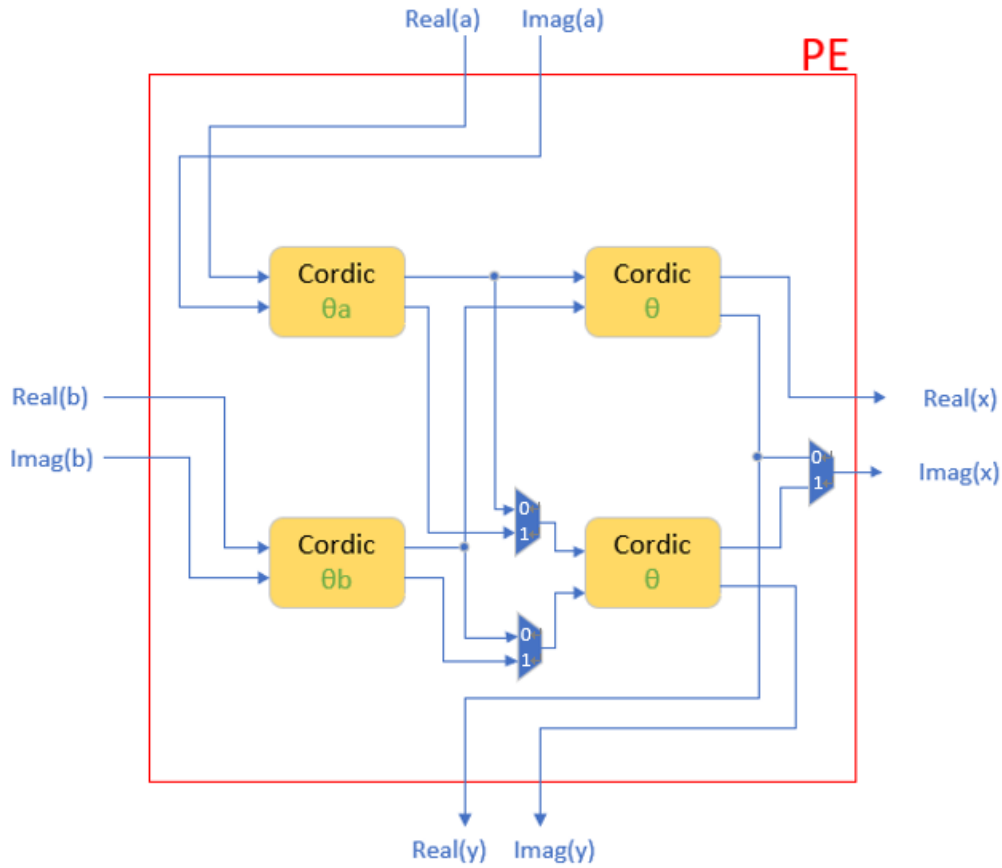 Real(a) Imag(a)
PE
Cordic
θa
Cordic
θ
Real(b)
Real(x)
Imag(b)
0
1
Imag(x)
0
1
Cordic
θb
Cordic
θ
0
1
Real(y) Imag(y)